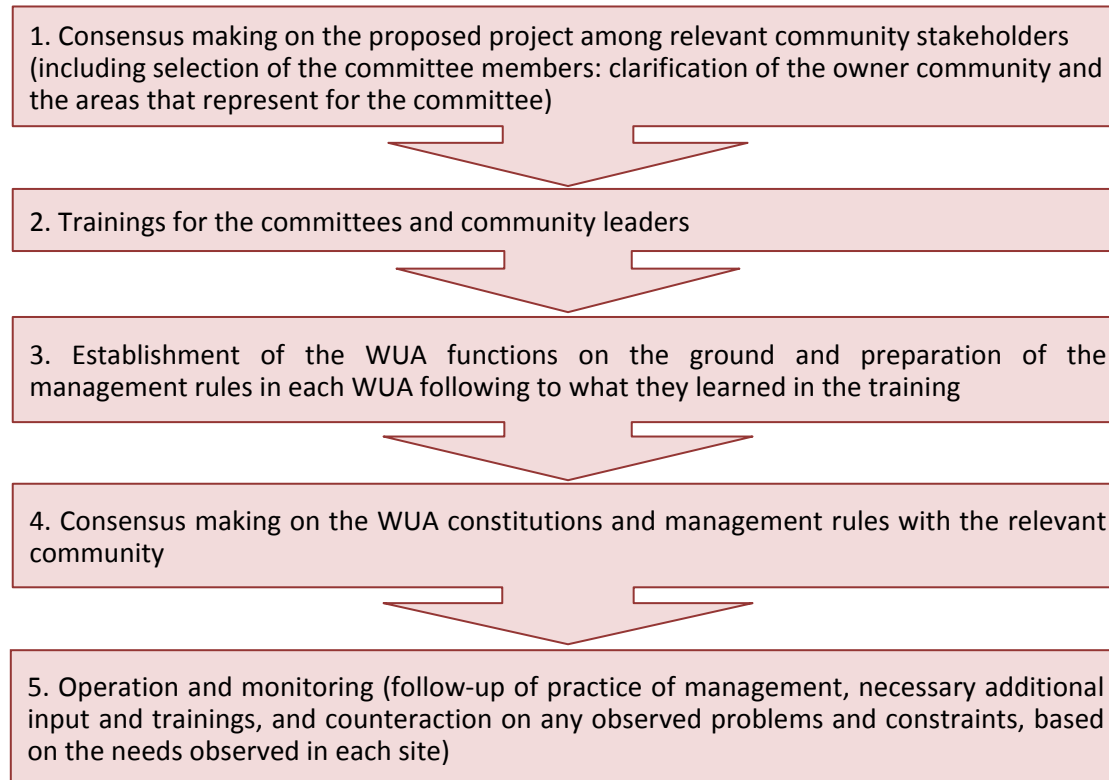 1. Consensus making on the proposed project among relevant community stakeholders
(including selection of the committee members: clarification of the owner community and
the areas that represent for the committee)
2. Trainings for the committees and community leaders
3. Establishment of the WUA functions on the ground and preparation of the
management rules in each WUA following to what they learned in the training
4. Consensus making on the WUA constitutions and management rules with the relevant
community
5. Operation and monitoring (follow-up of practice of management, necessary additional
input and trainings, and counteraction on any observed problems and constraints, based
on the needs observed in each site)